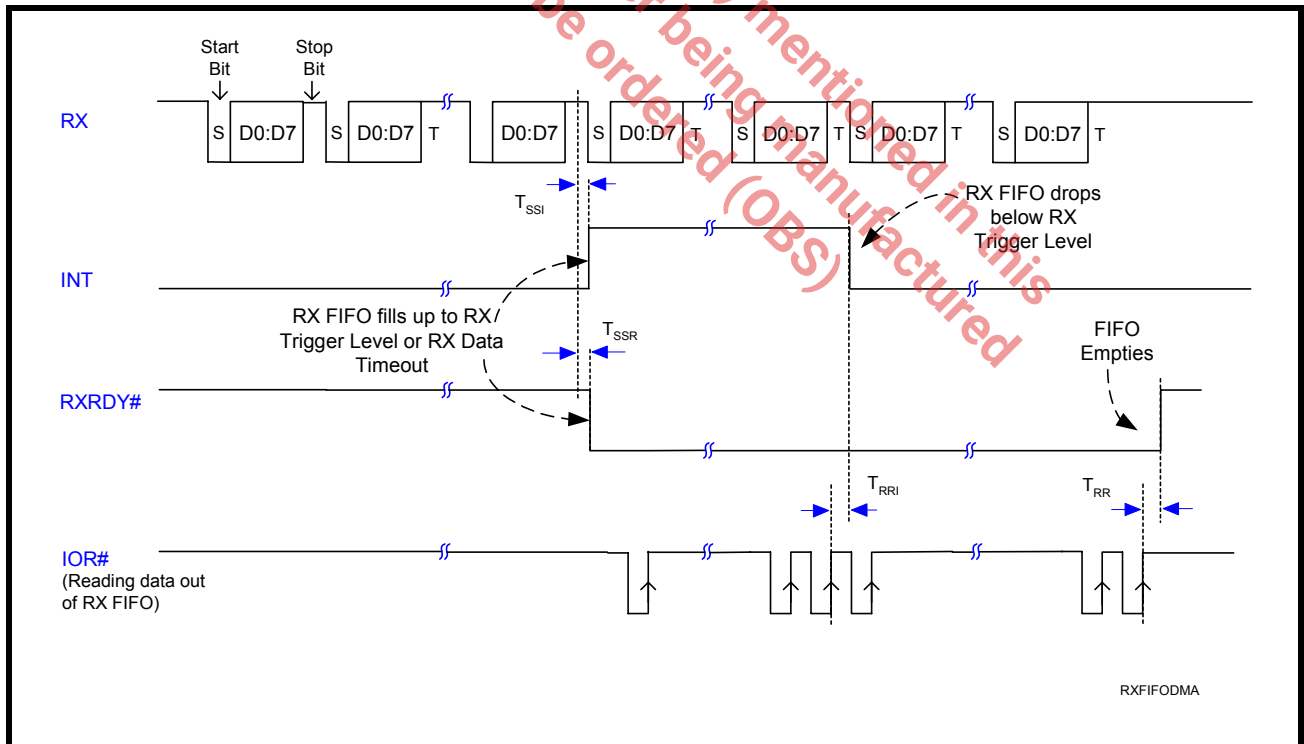 mentioned in this
being manufactured
be ordered (OBS)
Start
Bit
Stop
Bit
RX
S D0:D7 S D0:D7 T D0:D7 S D0:D7 T S D0:D7 T S D0:D7 T S D0:D7 T
TSSI
RX FIFO drops
below RX
Trigger Level
INT
RX FIFO fills up to RX
Trigger Level or RX Data
Timeout
TSSR
FIFO
Empties
RXRDY#
TRRI
TRR
IOR#
(Reading data out
of RX FIFO)
RXFIFODMA